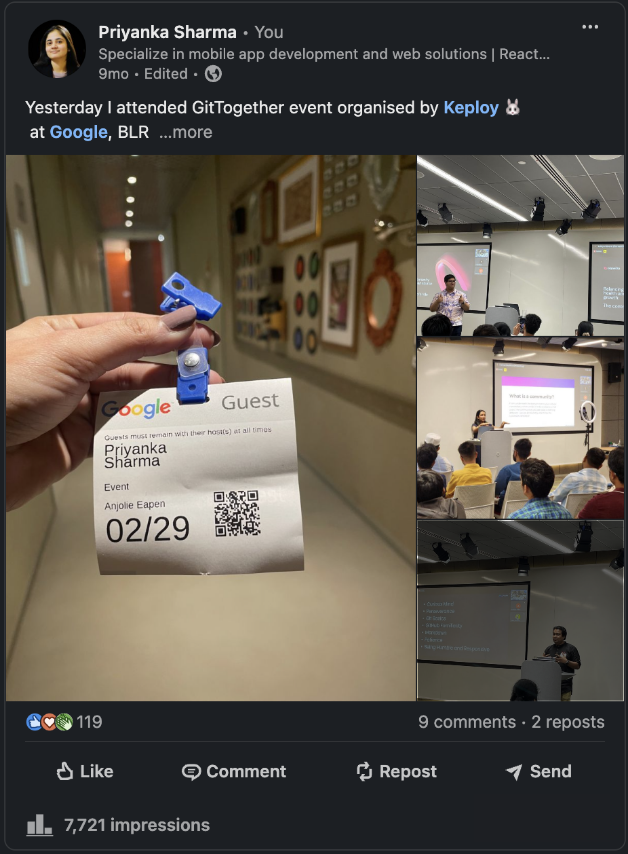 Priyanka Sharma • You
Specialize in mobile app development and web solutions | React...
9mo • Edited •
Yesterday I attended GitTogether event organised by Keploy 🐰
at Google, BLR ...more
Google Guest
Guests must remain with their host(s) at all times
Priyanka
Sharma
Event
Anjolie Eapen
02/29
What is a community?
119
9 comments · 2 reposts
Like
Comment
Repost
Send
7,721 impressions